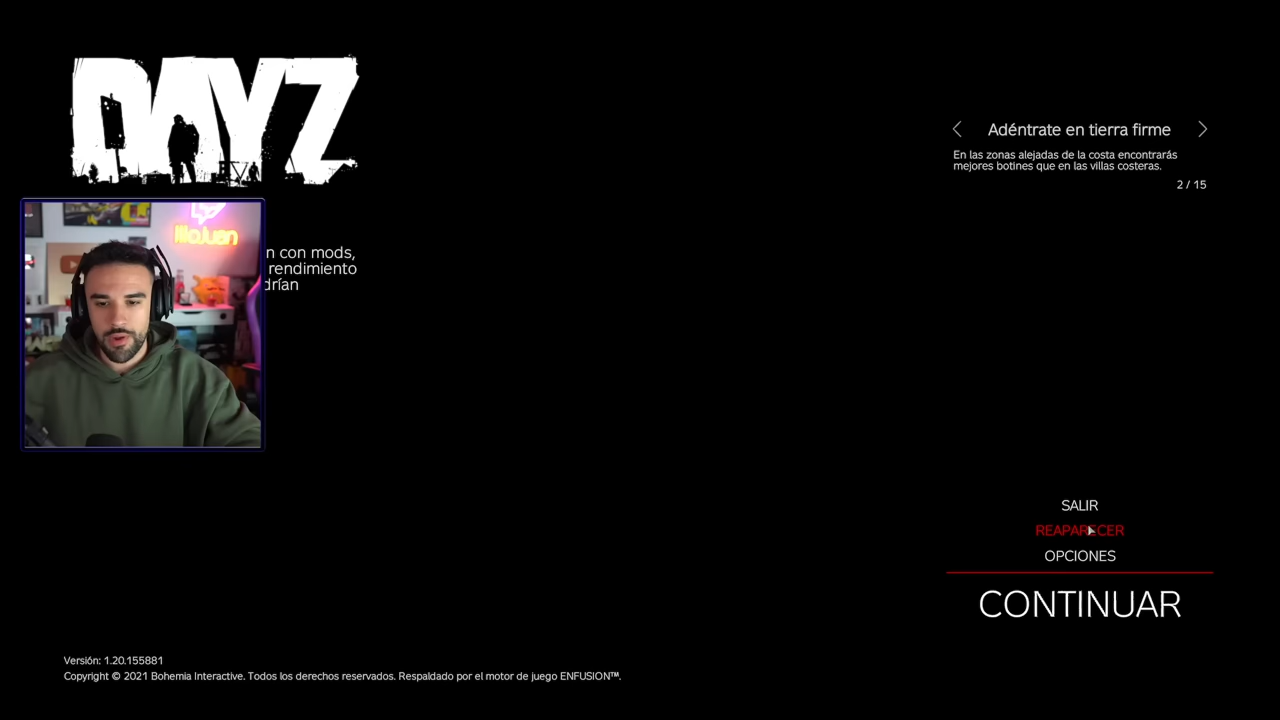 DAYZ
IlloJuan
n con mods,
rendimiento
drían
Adéntrate en tierra firme
En las zonas alejadas de la costa encontrarás
mejores botines que en las villas costeras.
2 / 15
SALIR
REAPARECER
OPCIONES
CONTINUAR
Versión: 1.20.155881
Copyright © 2021 Bohemia Interactive. Todos los derechos reservados. Respaldado por el motor de juego ENFUSION™.